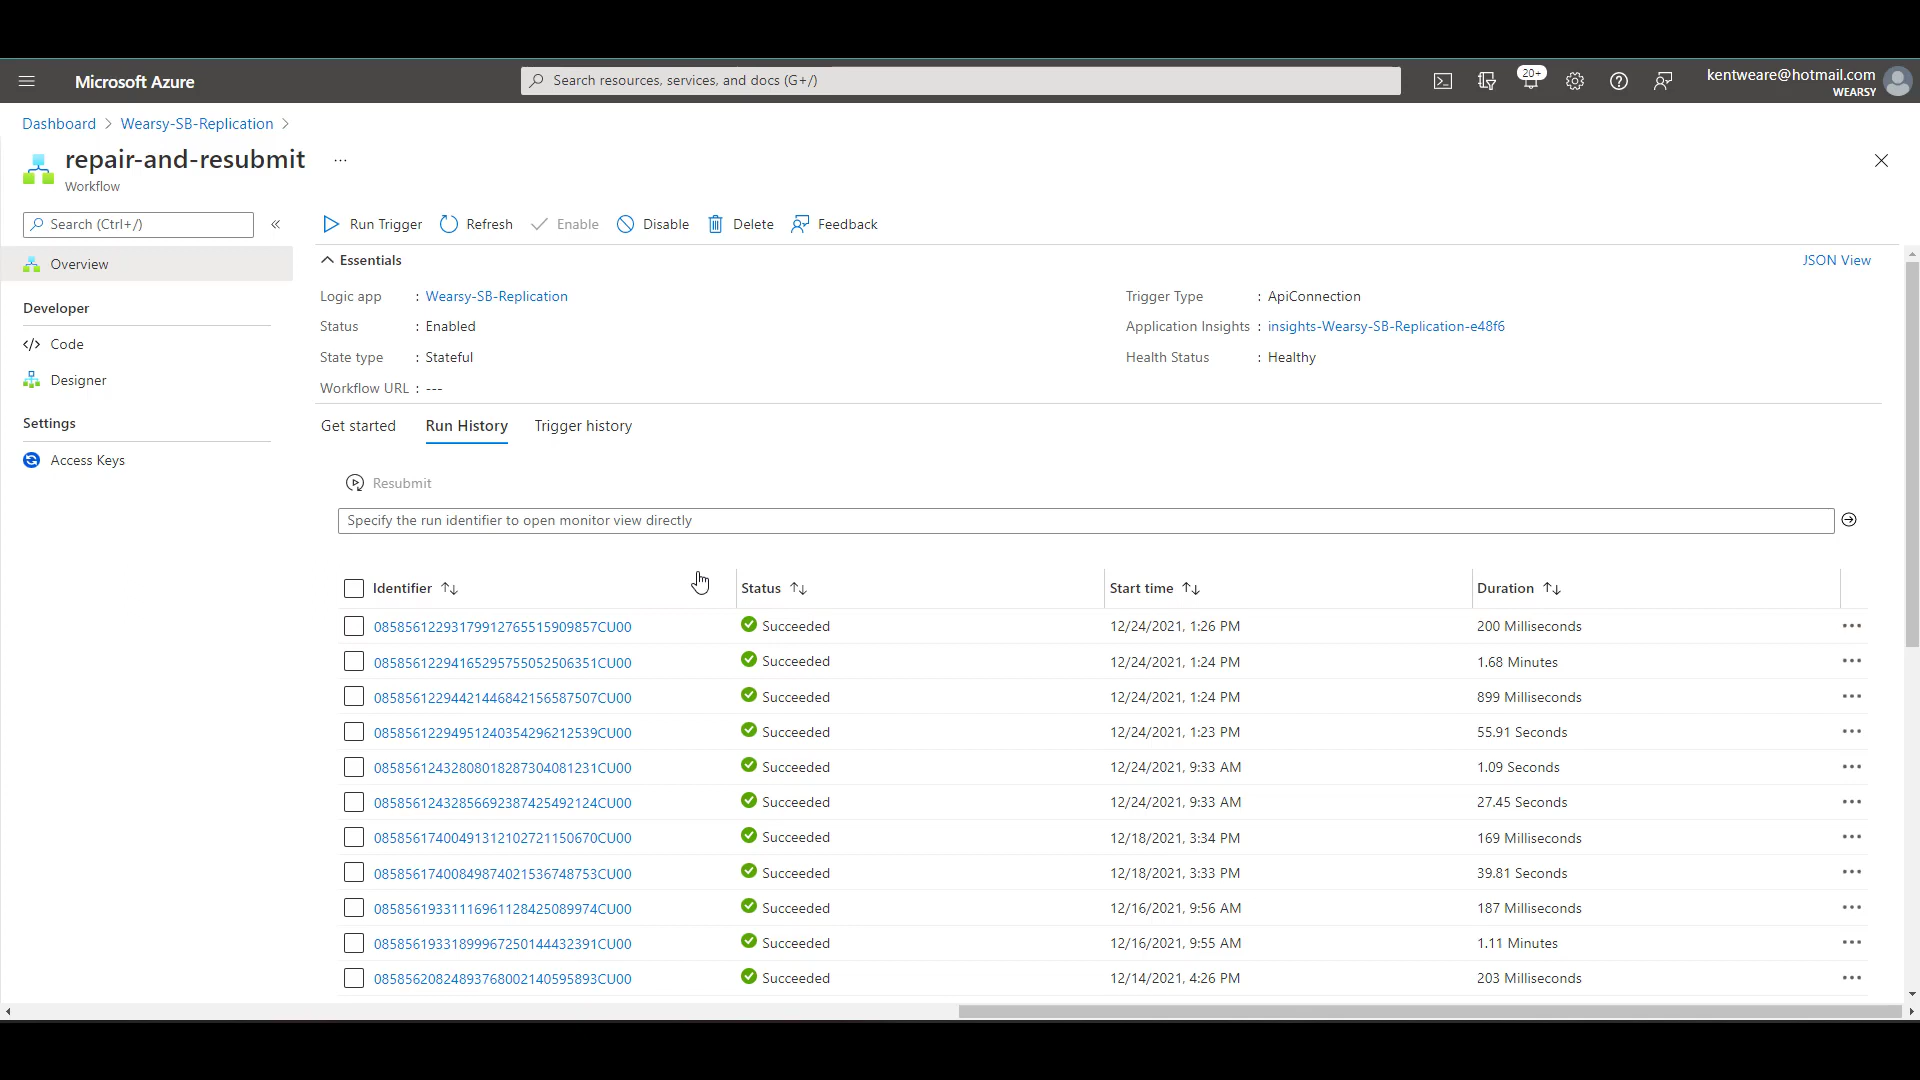 Microsoft Azure
Search resources, services, and docs (G+/)
20+
kentweare@hotmail.com
WEARSY
Dashboard > Wearsy-SB-Replication >
repair-and-resubmit ...
Workflow
Search (Ctrl+/)
«
Run Trigger
Refresh
Enable
Disable
Delete
Feedback
Overview
Developer
Code
Designer
Settings
Access Keys
Essentials
JSON View
Logic app : Wearsy-SB-Replication
Status : Enabled
State type : Stateful
Workflow URL : ---
Trigger Type : ApiConnection
Application Insights : insights-Wearsy-SB-Replication-e48f6
Health Status : Healthy
Get started
Run History
Trigger history
Resubmit
Specify the run identifier to open monitor view directly
Identifier Status Start time Duration
08585612293179912765515909857CU00 Succeeded 12/24/2021, 1:26 PM 200 Milliseconds
08585612294165295755052506351CU00 Succeeded 12/24/2021, 1:24 PM 1.68 Minutes
08585612294421446842156587507CU00 Succeeded 12/24/2021, 1:24 PM 899 Milliseconds
08585612294951240354296212539CU00 Succeeded 12/24/2021, 1:23 PM 55.91 Seconds
08585612432808018287304081231CU00 Succeeded 12/24/2021, 9:33 AM 1.09 Seconds
08585612432856692387425492124CU00 Succeeded 12/24/2021, 9:33 AM 27.45 Seconds
08585617400491312102721150670CU00 Succeeded 12/18/2021, 3:34 PM 169 Milliseconds
08585617400849874021536748753CU00 Succeeded 12/18/2021, 3:33 PM 39.81 Seconds
08585619331116961128425089974CU00 Succeeded 12/16/2021, 9:56 AM 187 Milliseconds
08585619331899967250144432391CU00 Succeeded 12/16/2021, 9:55 AM 1.11 Minutes
08585620824893768002140595893CU00 Succeeded 12/14/2021, 4:26 PM 203 Milliseconds